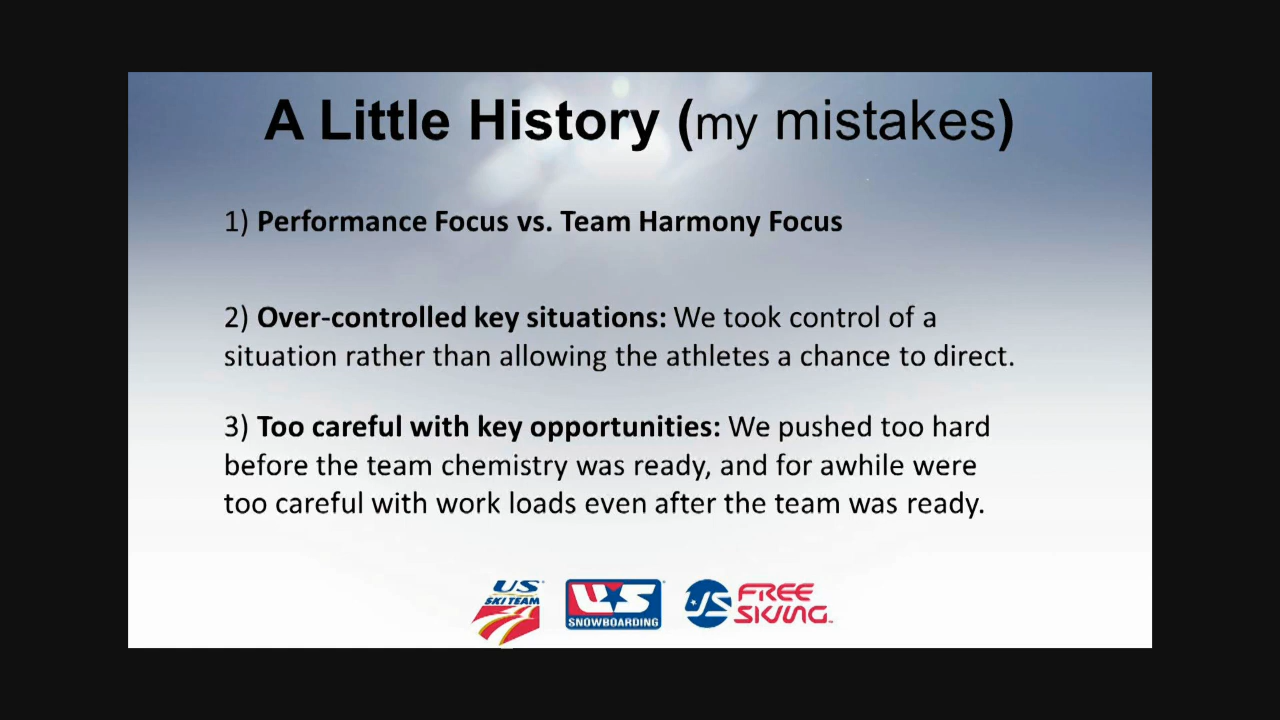 A Little History (my mistakes)
1) Performance Focus vs. Team Harmony Focus
2) Over-controlled key situations: We took control of a
situation rather than allowing the athletes a chance to direct.
3) Too careful with key opportunities: We pushed too hard
before the team chemistry was ready, and for awhile were
too careful with work loads even after the team was ready.
US
SKI TEAM
US
SNOWBOARDING
US
FREE
SKIING